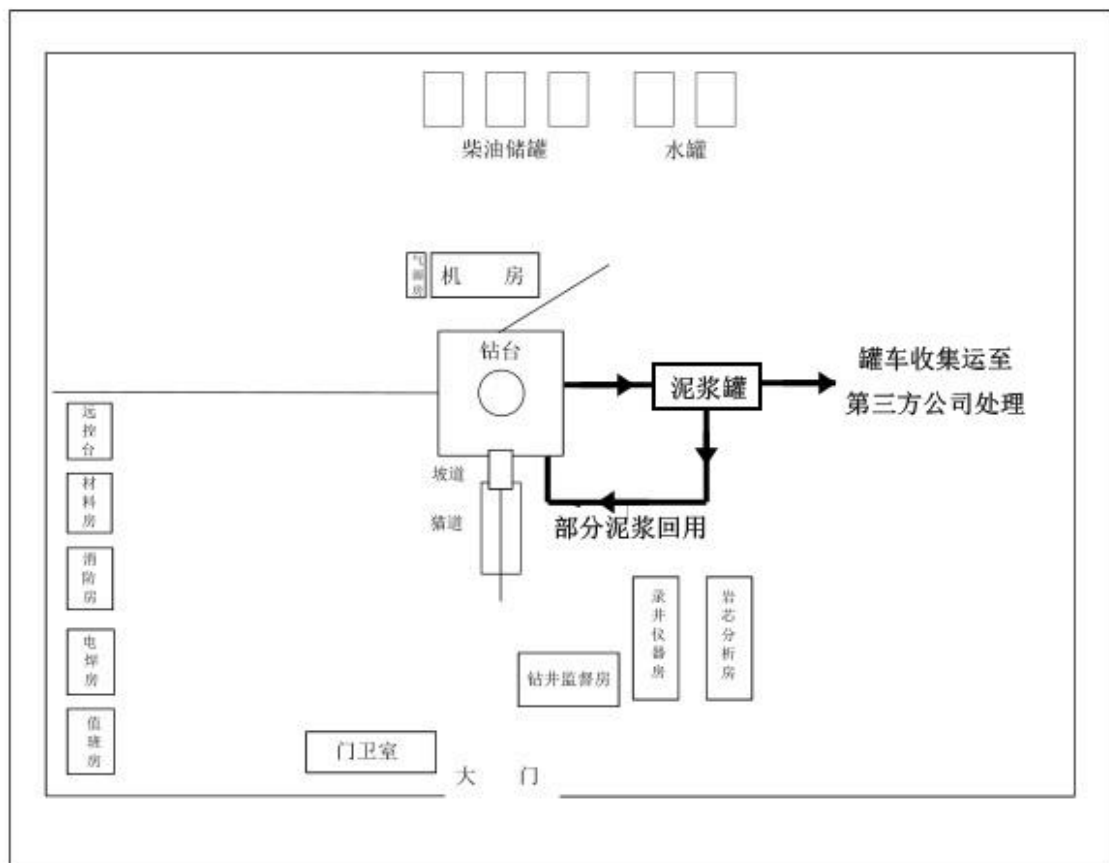 柴油储罐
水罐
气源房
机 房
钻台
泥浆罐
罐车收集运至
第三方公司处理
远控台
坡道
材料房
猫道
部分泥浆回用
消防房
录井仪器房
岩芯分析房
电焊房
钻井监督房
值班房
门卫室
大 门